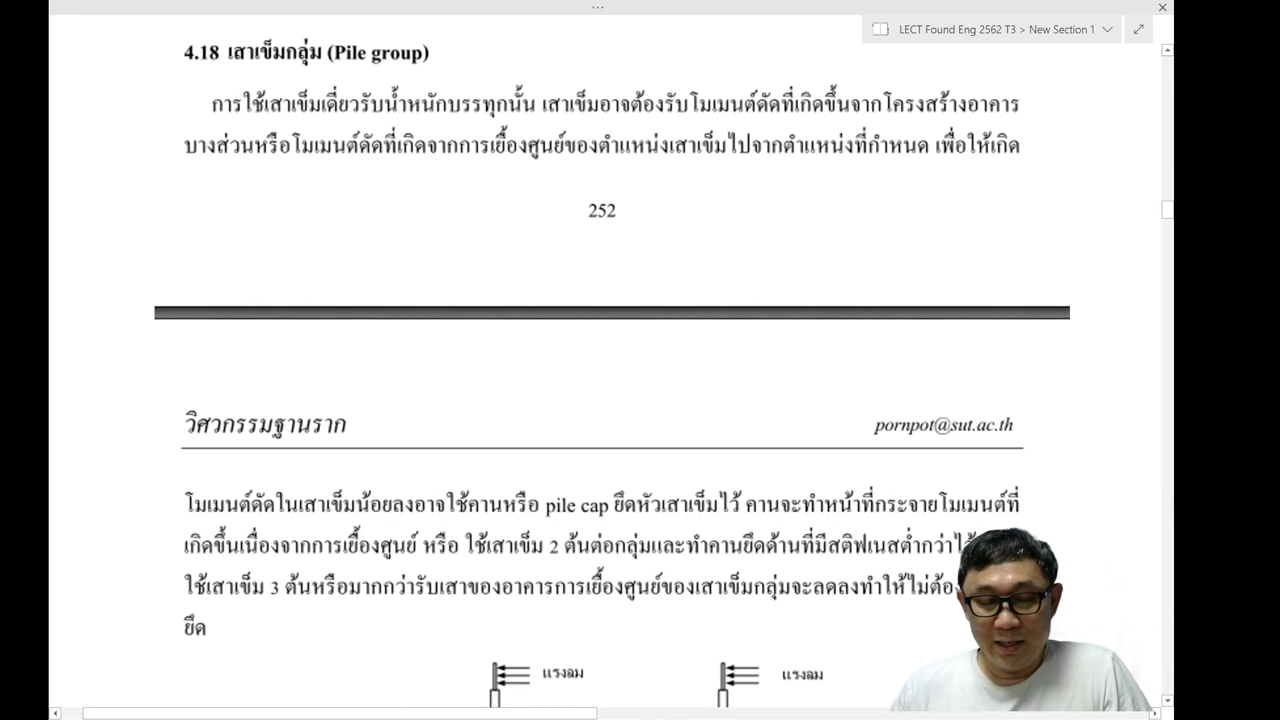 LECT Found Eng 2562 T3 > New Section 1
4.18 เสาเข็มกลุ่ม (Pile group)
การใช้เสาเข็มเดี่ยวรับน้ำหนักบรรทุกนั้น เสาเข็มอาจต้องรับโมเมนต์ดัดที่เกิดขึ้นจากโครงสร้างอาคาร
บางส่วนหรือโมเมนต์ดัดที่เกิดจากการเยื้องศูนย์ของตำแหน่งเสาเข็มไปจากตำแหน่งที่กำหนด เพื่อให้เกิด
252
วิศวกรรมฐานราก
pornpot@sut.ac.th
โมเมนต์ดัดในเสาเข็มน้อยลงอาจใช้คานหรือ pile cap ยึดหัวเสาเข็มไว้ คานจะทำหน้าที่กระจายโมเมนต์ที่
เกิดขึ้นเนื่องจากการเยื้องศูนย์ หรือ ใช้เสาเข็ม 2 ต้นต่อกลุ่มและทำคานยึดด้านที่มีสติฟเนสต่ำกว่าไว้
ใช้เสาเข็ม 3 ต้นหรือมากกว่ารับเสาของอาคารการเยื้องศูนย์ของเสาเข็มกลุ่มจะลดลงทำให้ไม่ต้อง
ยึด
แรงลม
แรงลม